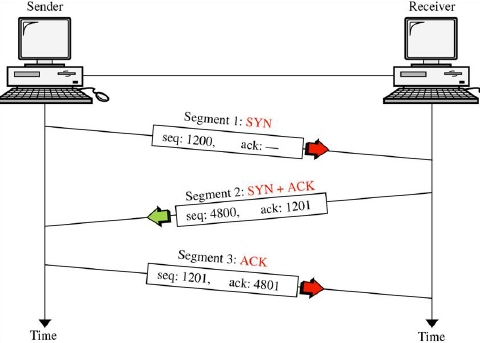 Sender
Receiver
Segment 1: SYN
seq: 1200, ack: —
Segment 2: SYN + ACK
seq: 4800, ack: 1201
Segment 3: ACK
seq: 1201, ack: 4801
Time
Time